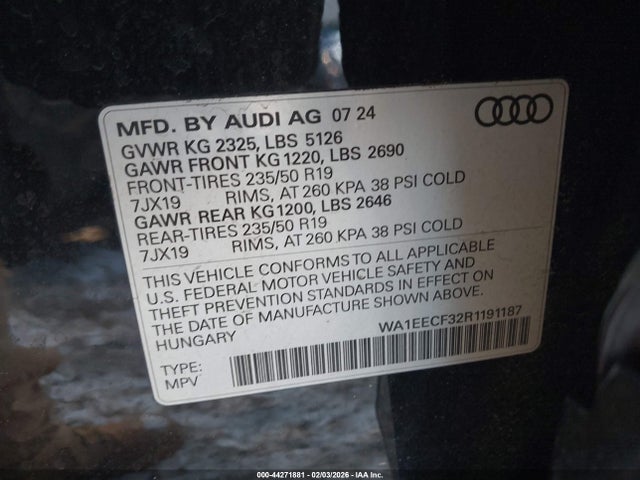 MFD. BY AUDI AG 07 24
GVWR KG 2325, LBS 5126
GAWR FRONT KG 1220, LBS 2690
FRONT-TIRES 235/50 R19
7JX19 RIMS, AT 260 KPA 38 PSI COLD
GAWR REAR KG 1200, LBS 2646
REAR-TIRES 235/50 R19
7JX19 RIMS, AT 260 KPA 38 PSI COLD
THIS VEHICLE CONFORMS TO ALL APPLICABLE
U.S. FEDERAL MOTOR VEHICLE SAFETY AND
THEFT PREVENTION STANDARDS IN EFFECT ON
THE DATE OF MANUFACTURE SHOWN ABOVE.
HUNGARY
WA1EECF32R1191187
TYPE:
MPV
000-44271881 - 02/03/2026 - IAA Inc.